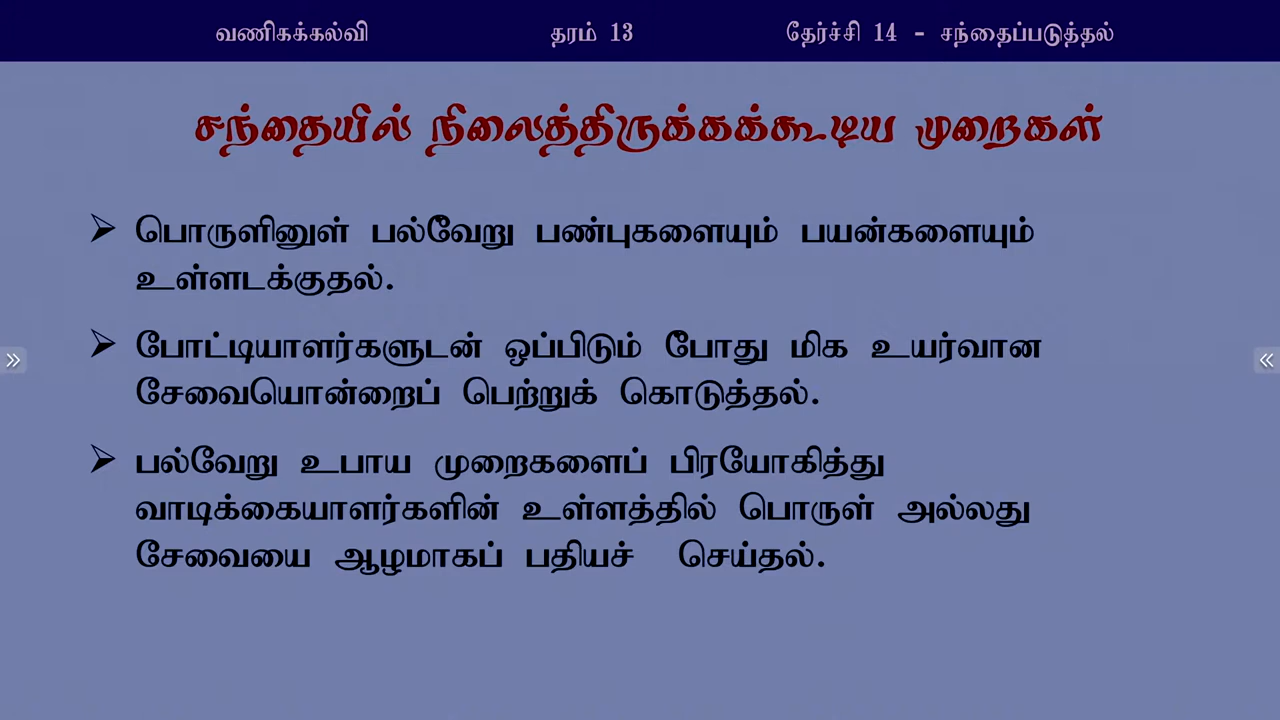 வணிகக்கல்வி தரம் 13 தேர்ச்சி 14 - சந்தைப்படுத்தல்
சந்தையில் நிலைத்திருக்கக்கூடிய முறைகள்
➢ பொருளினுள் பல்வேறு பண்புகளையும் பயன்களையும்
உள்ளடக்குதல்.
➢ போட்டியாளர்களுடன் ஒப்பிடும் போது மிக உயர்வான
சேவையொன்றைப் பெற்றுக் கொடுத்தல்.
➢ பல்வேறு உபாய முறைகளைப் பிரயோகித்து
வாடிக்கையாளர்களின் உள்ளத்தில் பொருள் அல்லது
சேவையை ஆழமாகப் பதியச் செய்தல்.